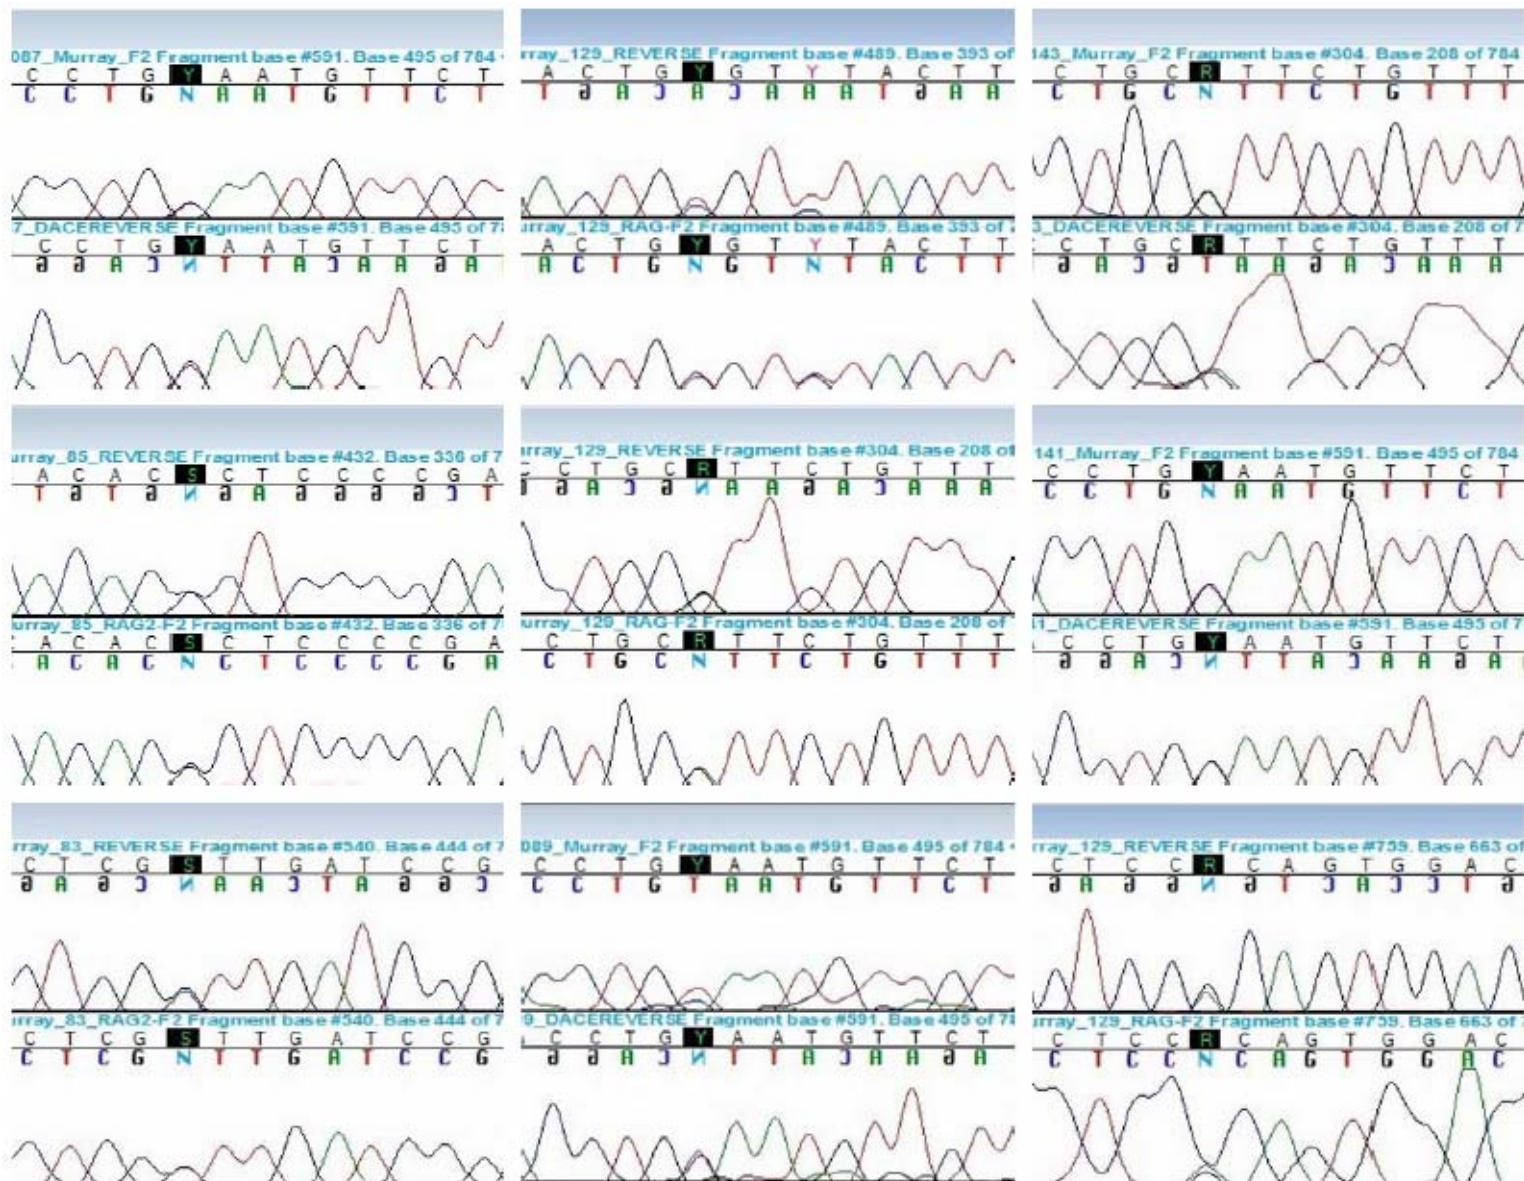 087_Murray_F2 Fragment base #591. Base 495 of 784
C C T G Y A A T G T T C T
C C T G N A A T G T T C T
7_DACEREVERSE Fragment base #591. Base 495 of 78
C C T G Y A A T G T T C T
G G A C N T T A C A A G A
rray_129_REVERSE Fragment base #489. Base 393 of
A C T G Y G T Y T A C T T
T G A C A C A A A T G A A
urray_129_RAG-F2 Fragment base #489. Base 393 of
A C T G Y G T Y T A C T T
A C T G N G T N T A C T T
143_Murray_F2 Fragment base #304. Base 208 of 784
C T G C R T T C T G T T T
C T G C N T T C T G T T T
3_DACEREVERSE Fragment base #304. Base 208 of 7
C T G C R T T C T G T T T
G A C G T A A G A C A A A
urray_85_REVERSE Fragment base #432. Base 336 of 7
A C A C S C T C C C C G A
T G T G N G A G G G G C T
urray_85_RAG2-F2 Fragment base #432. Base 336 of 7
A C A C S C T C C C C G A
A C A C N C T C C C C G A
rray_129_REVERSE Fragment base #304. Base 208 of
C C T G C R T T C T G T T T
G G A C G N A A G A C A A A
urray_129_RAG-F2 Fragment base #304. Base 208 of
C T G C R T T C T G T T T
C T G C N T T C T G T T T
141_Murray_F2 Fragment base #591. Base 495 of 784
C C T G Y A A T G T T C T
C C T G N A A T G T T C T
1_DACEREVERSE Fragment base #591. Base 495 of 7
C C T G Y A A T G T T C T
G G A C N T T A C A A G A
rray_83_REVERSE Fragment base #540. Base 444 of 7
C T C G S T T G A T C C G
G A G C N A A C T A G G C
rray_83_RAG2-F2 Fragment base #540. Base 444 of 7
C T C G S T T G A T C C G
C T C G N T T G A T C C G
089_Murray_F2 Fragment base #591. Base 495 of 784
C C T G Y A A T G T T C T
C C T G T A A T G T T C T
9_DACEREVERSE Fragment base #591. Base 495 of 78
C C T G Y A A T G T T C T
G G A C N T T A C A A G A
rray_129_REVERSE Fragment base #759. Base 663 of
C T C C R C A G T G G A C
G A G G N G T C A C C T G
urray_129_RAG-F2 Fragment base #759. Base 663 of
C T C C R C A G T G G A C
C T C C N C A G T G G A C